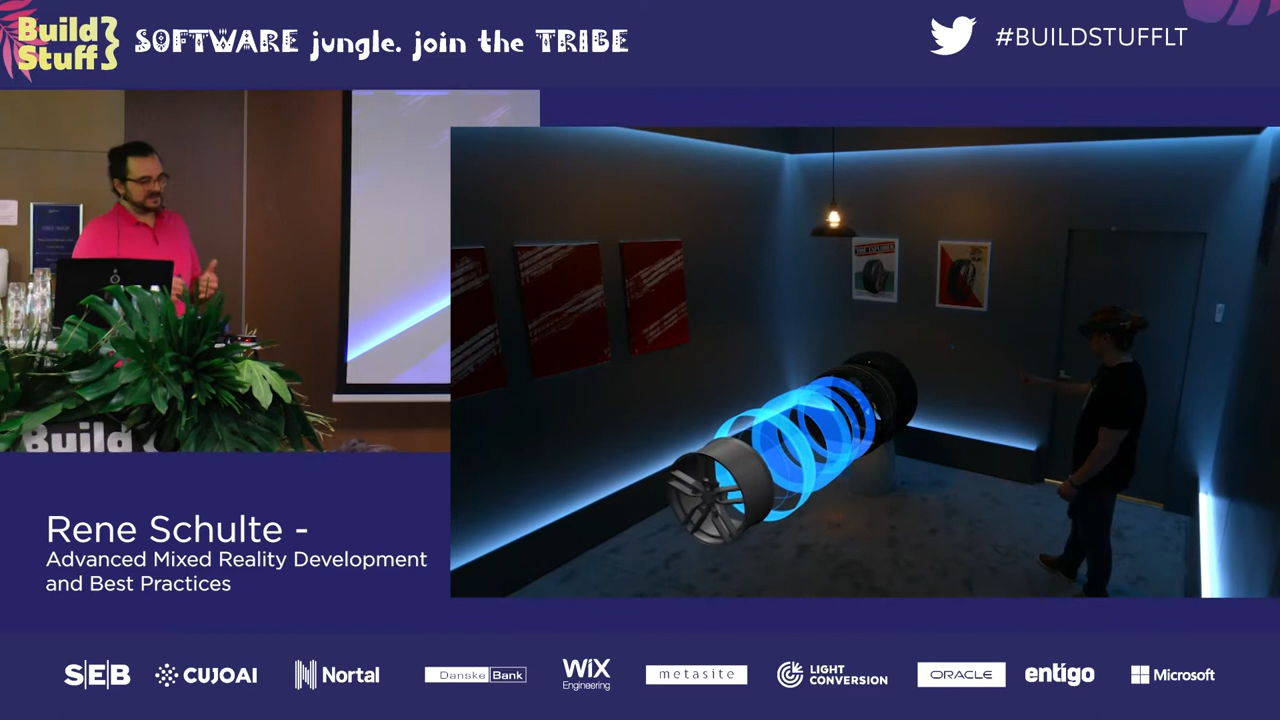 Build
Stuff
SOFTWARE jungle. join the TRIBE
#BUILDSTUFFLT
Build
Rene Schulte -
Advanced Mixed Reality Development
and Best Practices
S|E|B
CUJOAI
Nortal
Danske Bank
WiX
Engineering
metasite
LIGHT
CONVERSION
ORACLE
entigo
Microsoft